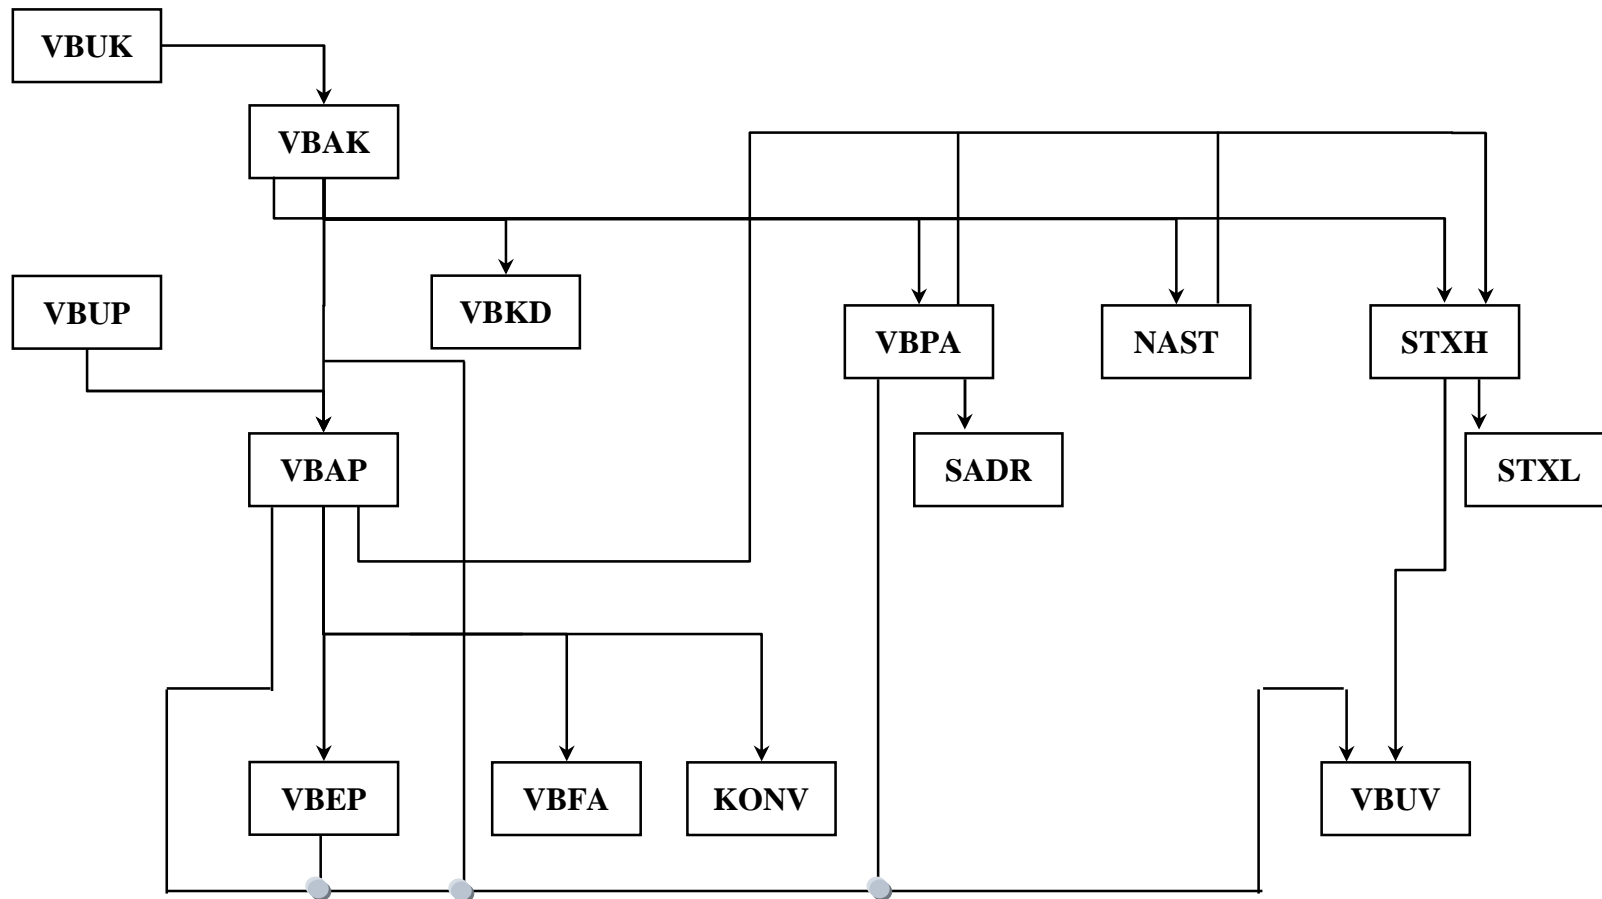 VBUK
VBAK
VBUP
VBKD
VBPA
NAST
STXH
VBAP
SADR
STXL
VBEP
VBFA
KONV
VBUV